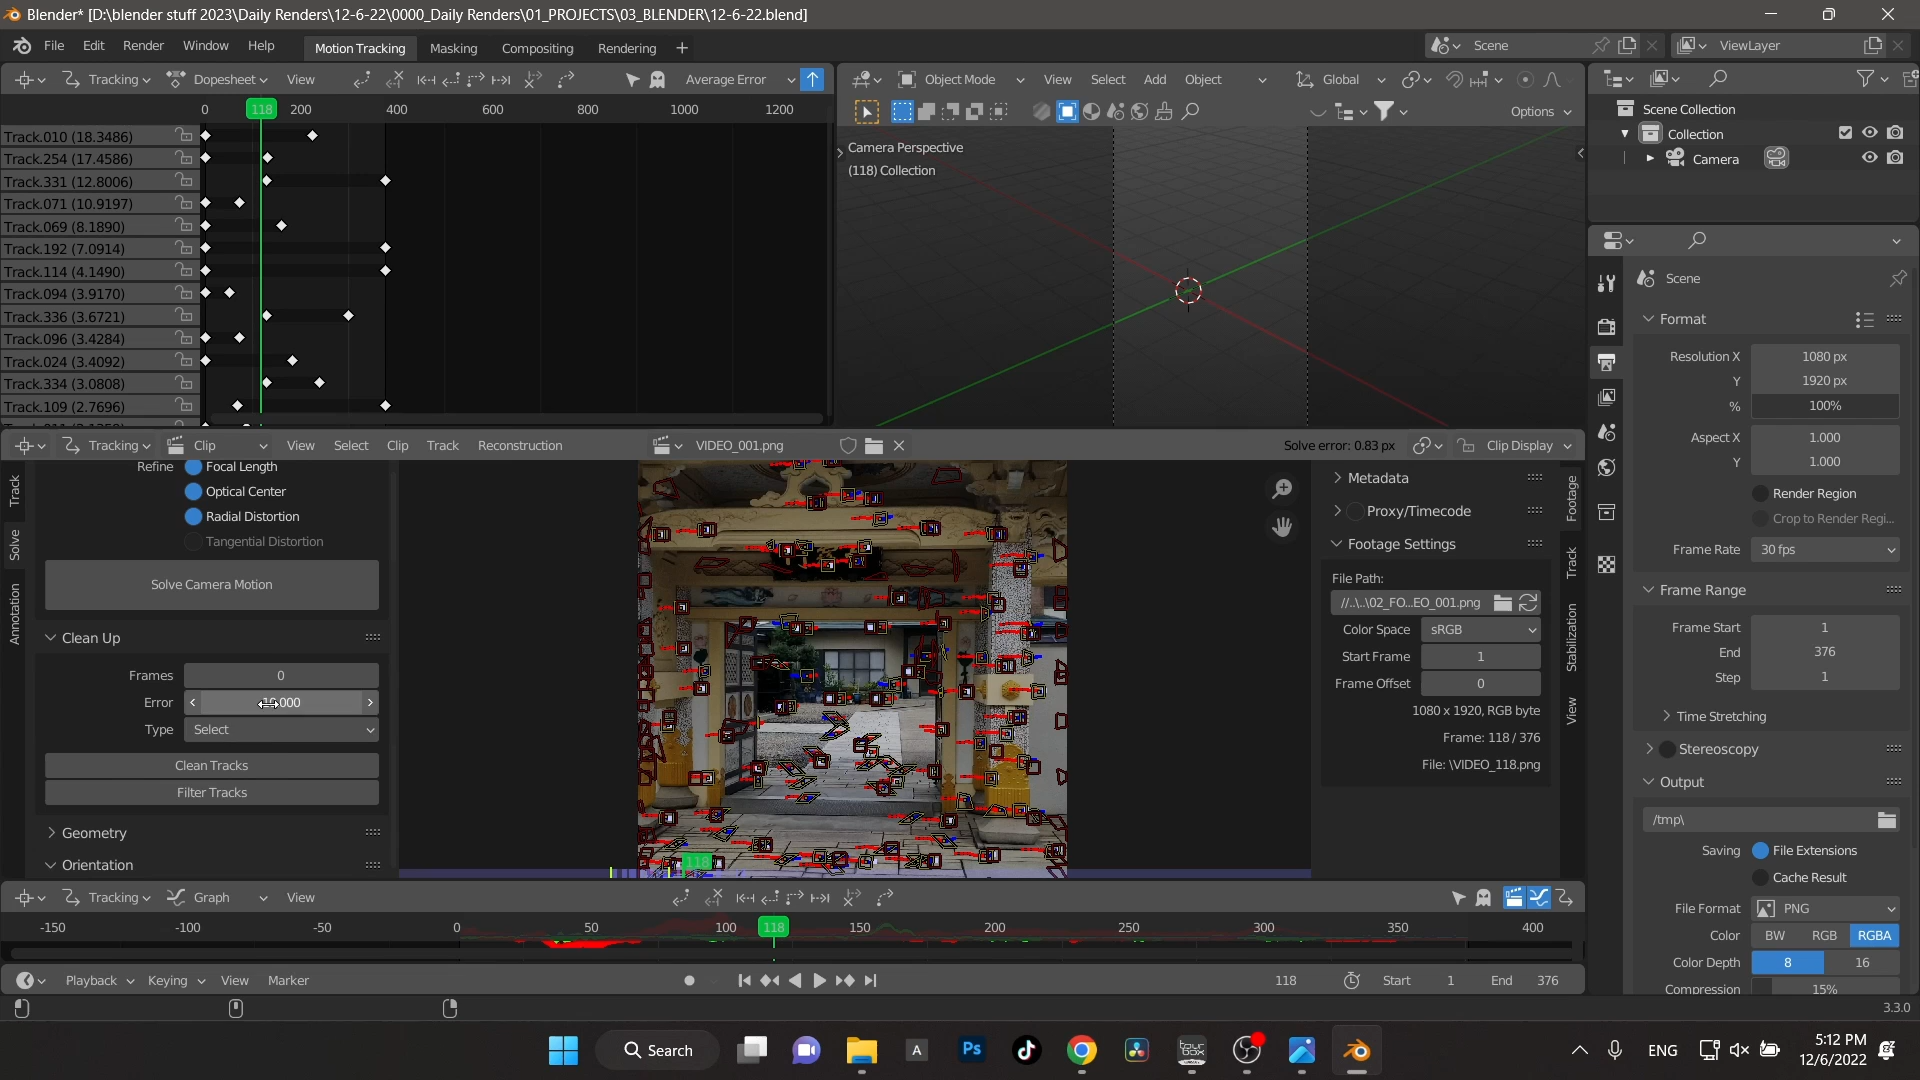 Blender* [D:\blender stuff 2023\Daily Renders\12-6-22\0000_Daily Renders\01_PROJECTS\03_BLENDER\12-6-22.blend]
File Edit Render Window Help Motion Tracking Masking Compositing Rendering + Scene ViewLayer
Tracking Dopesheet View Average Error
0 118 200 400 600 800 1000 1200
Track.010 (18.3486)
Track.254 (17.4586)
Track.331 (12.8006)
Track.071 (10.9197)
Track.069 (8.1890)
Track.192 (7.0914)
Track.114 (4.1490)
Track.094 (3.9170)
Track.336 (3.6721)
Track.096 (3.4284)
Track.024 (3.4092)
Track.334 (3.0808)
Track.109 (2.7696)
Object Mode View Select Add Object Global
Options
Camera Perspective
(118) Collection
Scene Collection
Collection
Camera
Tracking Clip View Select Clip Track Reconstruction VIDEO_001.png Solve error: 0.83 px Clip Display
Track
Solve
Annotation
Refine Focal Length
Optical Center
Radial Distortion
Tangential Distortion
Solve Camera Motion
Clean Up
Frames 0
Error
Type Select
Clean Tracks
Filter Tracks
Geometry
Orientation
118
Metadata
Proxy/Timecode
Footage Settings
File Path:
//..\..\02_FO...EO_001.png
Color Space sRGB
Start Frame 1
Frame Offset 0
1080 x 1920, RGB byte
Frame: 118 / 376
File: \VIDEO_118.png
Footage
Track
Stabilization
View
Scene
Format
Resolution X 1080 px
Y 1920 px
% 100%
Aspect X 1.000
Y 1.000
Render Region
Crop to Render Regi...
Frame Rate 30 fps
Frame Range
Frame Start 1
End 376
Step 1
Time Stretching
Stereoscopy
Output
/tmp\
Saving File Extensions
Cache Result
File Format PNG
Color BW RGB RGBA
Color Depth 8 16
Compression 15%
Tracking Graph View
-150 -100 -50 0 50 100 118 150 200 250 300 350 400
Playback Keying View Marker 118 Start 1 End 376
3.3.0
Search A Ps ENG
5:12 PM
12/6/2022